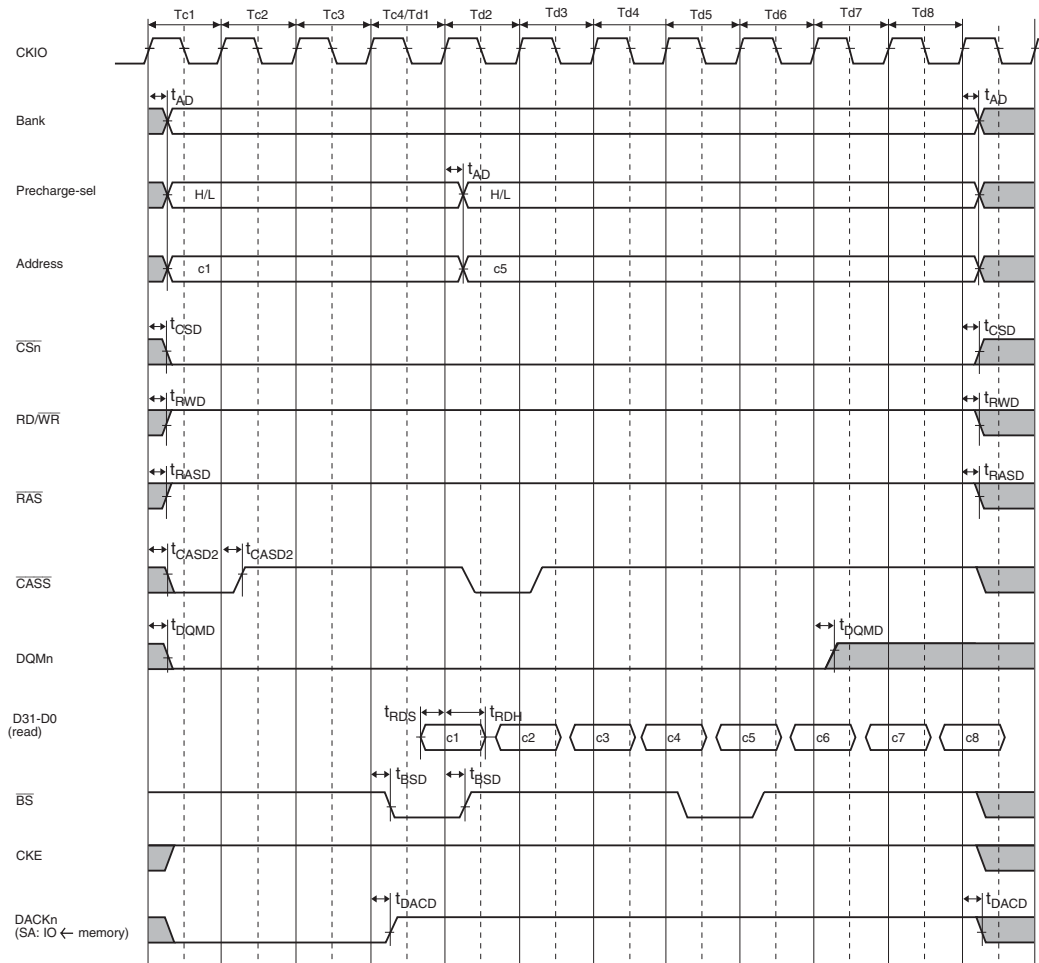 Tc1 Tc2 Tc3 Tc4/Td1 Td2 Td3 Td4 Td5 Td6 Td7 Td8
CKIO
tAD tAD
Bank
tAD
Precharge-sel H/L H/L
Address c1 c5
tCSD tCSD
CSn
tRWD tRWD
RD/WR
tRASD tRASD
RAS
tCASD2 tCASD2
CASS
tDQMD tDQMD
DQMn
D31-D0
(read)
tRDS tRDH
c1 c2 c3 c4 c5 c6 c7 c8
tBSD tBSD
BS
CKE
tDACD tDACD
DACKn
(SA: IO ← memory)